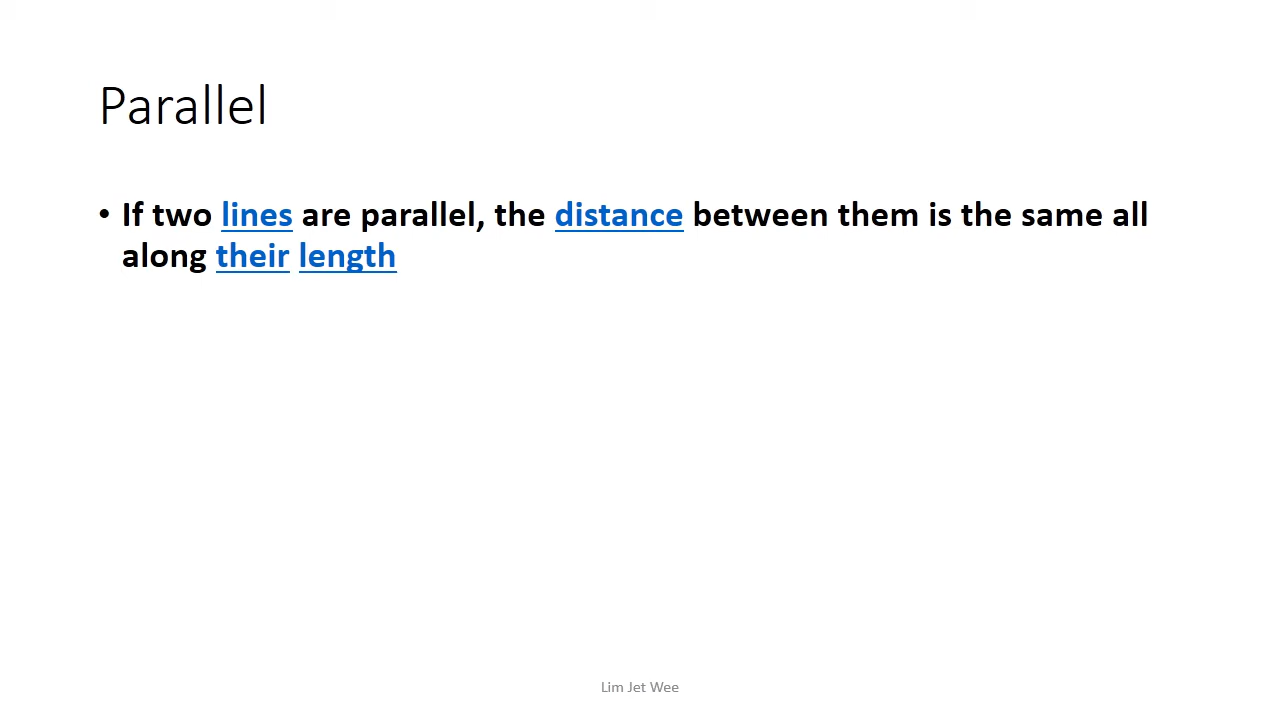 Parallel
• If two lines are parallel, the distance between them is the same all
along their length
Lim Jet Wee